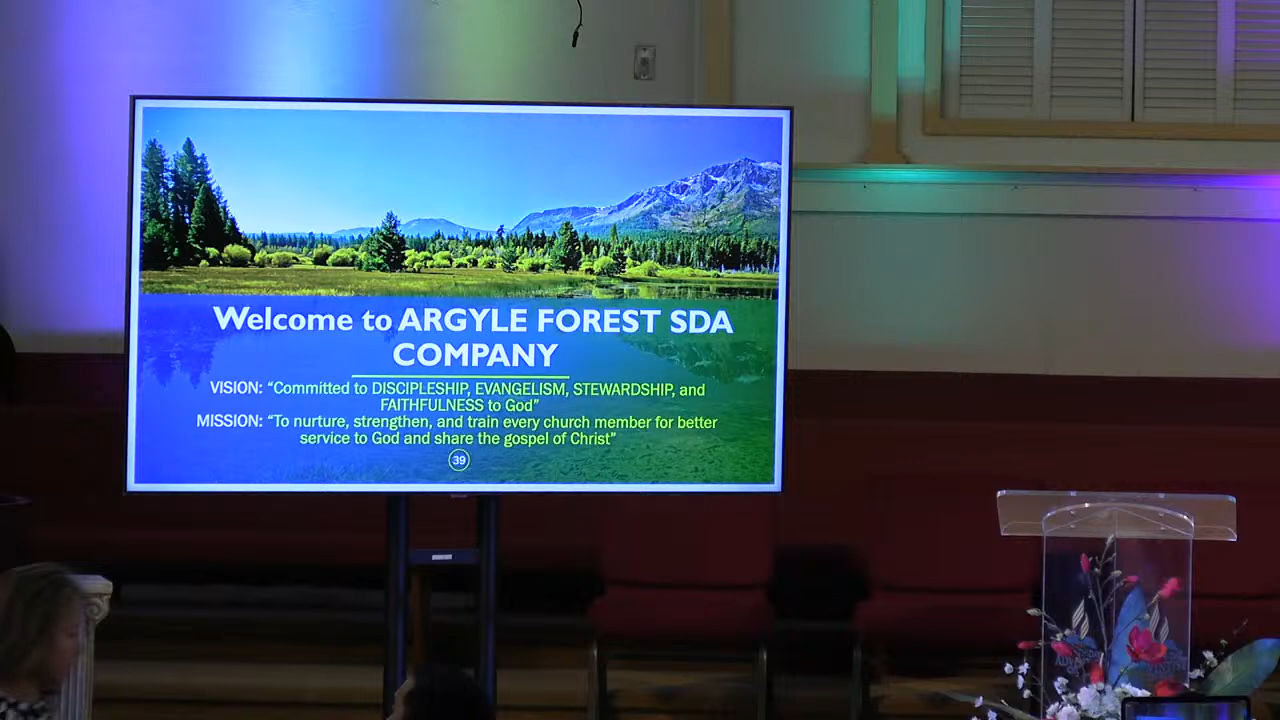 Welcome to ARGYLE FOREST SDA
COMPANY
VISION: “Committed to DISCIPLESHIP, EVANGELISM, STEWARDSHIP, and
FAITHFULNESS to God”
MISSION: “To nurture, strengthen, and train every church member for better
service to God and share the gospel of Christ”
39